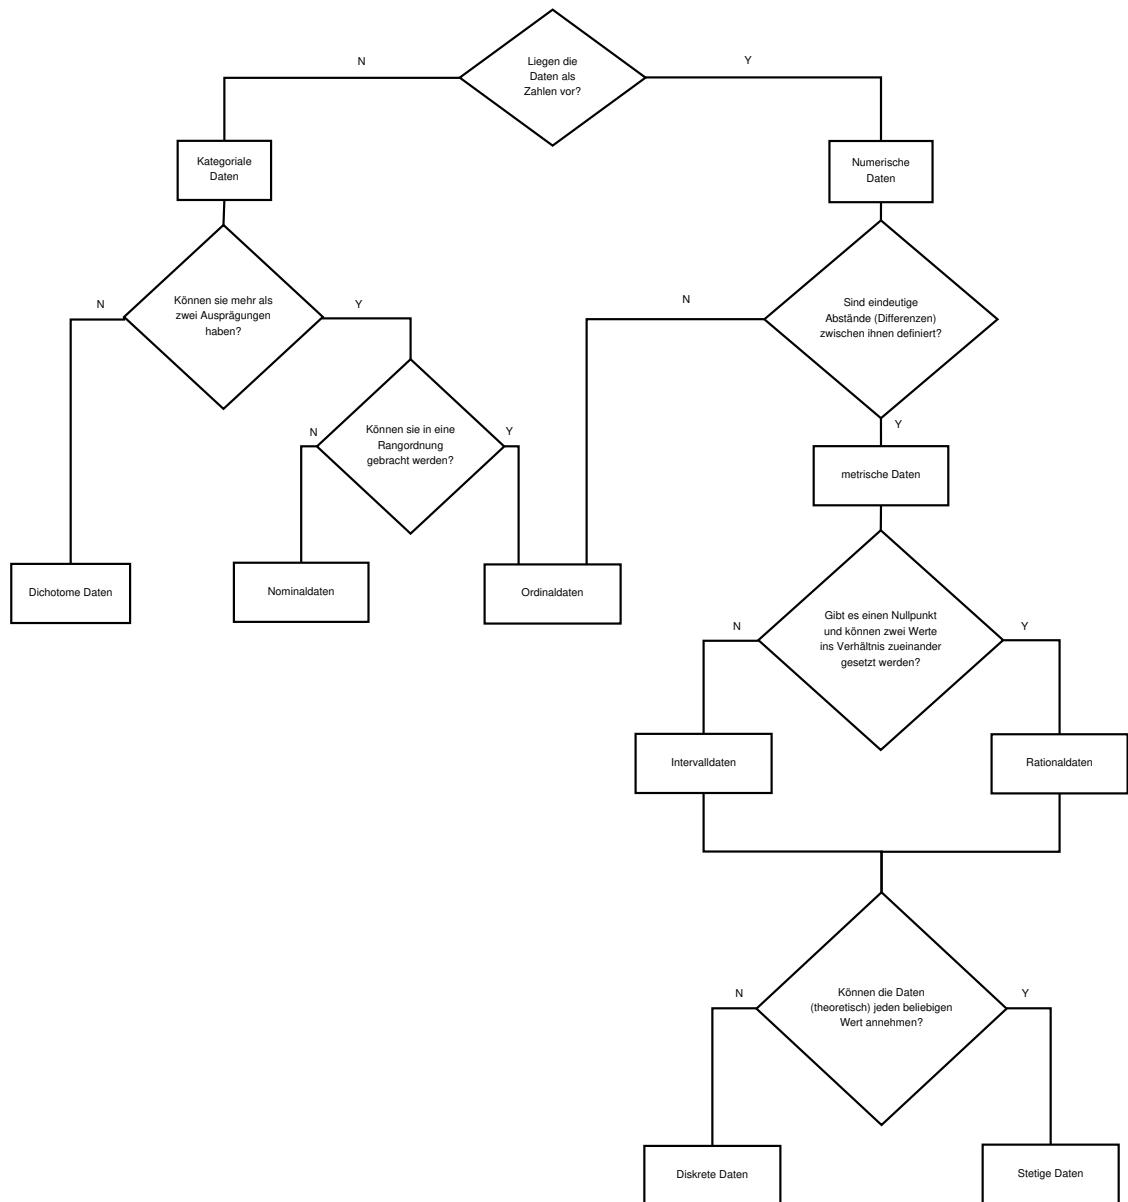 Liegen die
Daten als
Zahlen vor?
N
Y
Kategoriale
Daten
Numerische
Daten
Können sie mehr als
zwei Ausprägungen
haben?
N
Y
Sind eindeutige
Abstände (Differenzen)
zwischen ihnen definiert?
N
Y
Können sie in eine
Rangordnung
gebracht werden?
N
Y
metrische Daten
Dichotome Daten
Nominaldaten
Ordinaldaten
Gibt es einen Nullpunkt
und können zwei Werte
ins Verhältnis zueinander
gesetzt werden?
N
Y
Intervalldaten
Rationaldaten
Können die Daten
(theoretisch) jeden beliebigen
Wert annehmen?
N
Y
Diskrete Daten
Stetige Daten